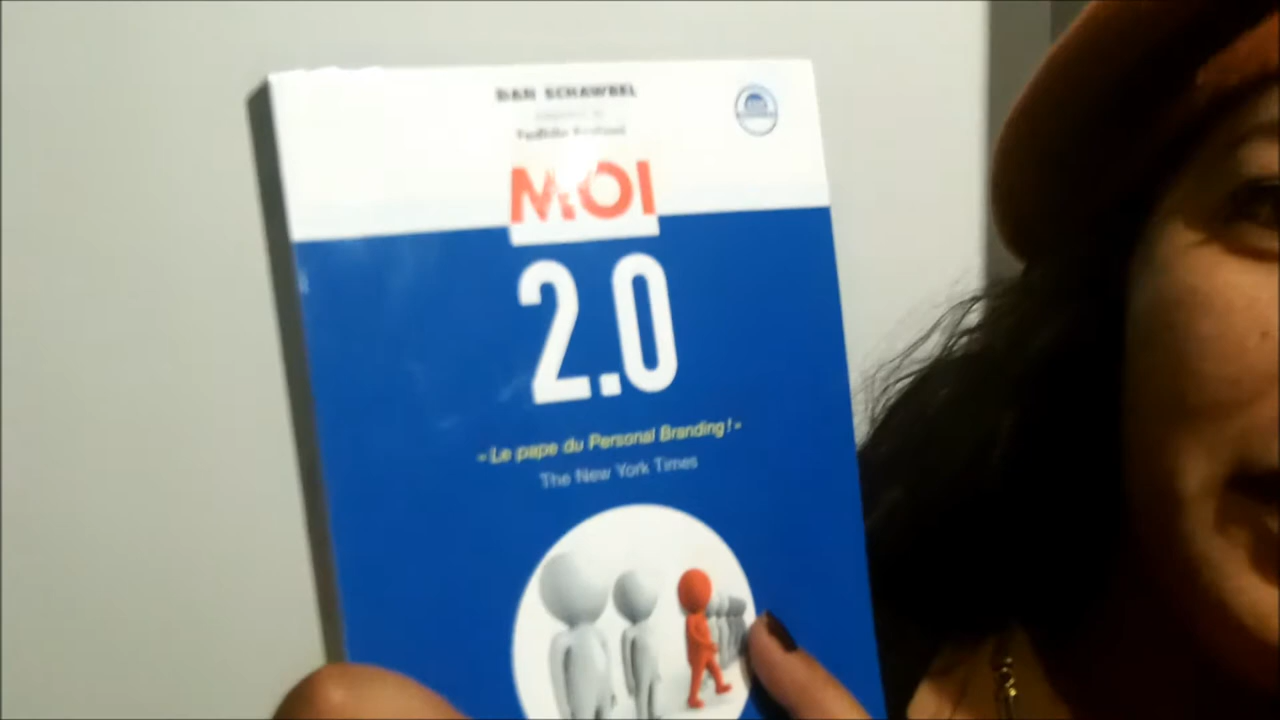 DAN SCHAWBEL
MOI
2.0
« Le pape du Personal Branding ! »
The New York Times